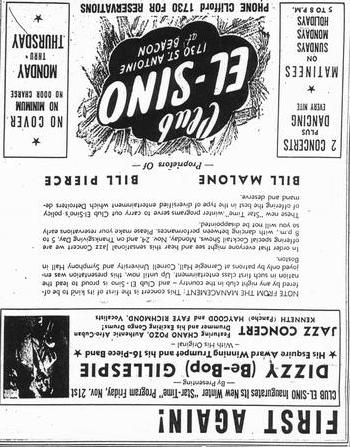 FIRST AGAIN!
CLUB EL-SINO Inaugurates Its New Winter "Star-Time" Program Friday, Nov. 21st
— By Presenting —
DIZZY (Be-Bop) GILLESPIE
★ His Esquire Award Winning Trumpet and his 16-Piece Band ★
— With His Original —
JAZZ CONCERT
Featuring CHANO POZO, Authentic Afro-Cuban
Drummer and his Exciting Congo Drums!
KENNETH (Pancho) HAGOOD and FAYE RICHMOND, Vocalists
NOTE FROM THE MANAGEMENT: This concert is the first of its kind to be of-
fered by any night club in the country — and Club El-Sino is proud to lead the
nation in such first class entertainment. Up until now, this presentation was en-
joyed only by patrons at Carnegie Hall, Cornell University and Symphony Hall in
Boston.
In order that everyone might see and hear this sensational Jazz Concert we are
offering special Cocktail Shows, Monday, Nov. 24, and on Thanksgiving Day, 5 to
8 p.m., with dancing between performances. Please make your reservations early
so you will not be disappointed.
These new "Star Time" winter programs serve to carry out Club El-Sino's policy
of offering the best in the type of diversified entertainment which Detroiters de-
mand and deserve.
BILL MALONE BILL PIERCE
— Proprietors Of —
2 CONCERTS
PLUS
DANCING
EVERY NITE
★
MATINEES
ON
SUNDAYS
MONDAYS
HOLIDAYS
5 TO 8 P.M.
Club
EL-SINO
1730 ST. ANTOINE
at BEACON
PHONE CLifford 1730 FOR RESERVATIONS
★
NO COVER
NO MINIMUM
NO DOOR CHARGE
MONDAY
THRU
THURSDAY
★